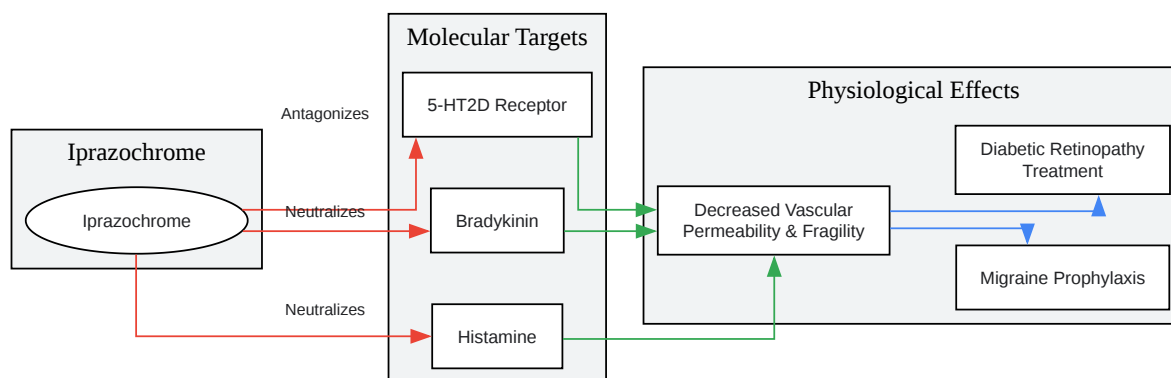 Molecular Targets
5-HT2D Receptor
Antagonizes
Physiological Effects
Iprazochrome
Iprazochrome
Neutralizes
Bradykinin
Decreased Vascular
Permeability & Fragility
Diabetic Retinopathy
Treatment
Migraine Prophylaxis
Neutralizes
Histamine